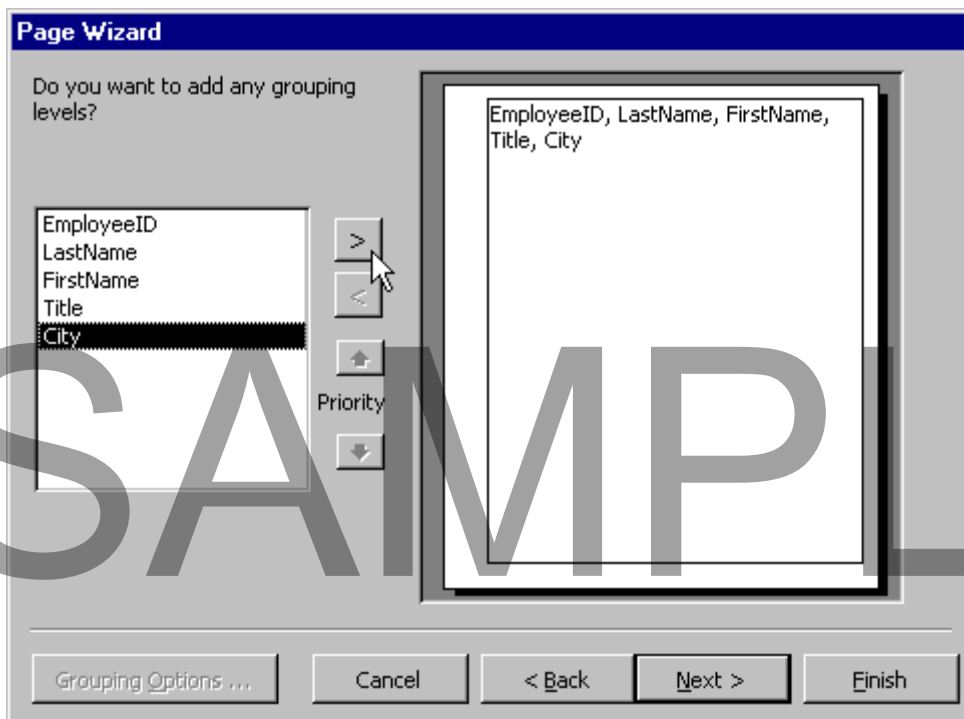 Page Wizard
Do you want to add any grouping
levels?
EmployeeID, LastName, FirstName,
Title, City
EmployeeID
LastName
FirstName
Title
City
>
<
Priority
SAMPL
Grouping Options ...
Cancel
< Back
Next >
Finish